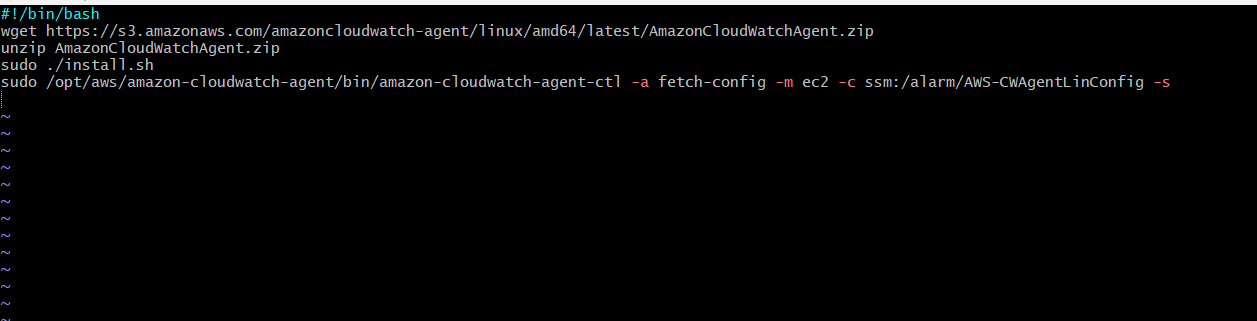 #!/bin/bash
wget https://s3.amazonaws.com/amazoncloudwatch-agent/linux/amd64/latest/AmazonCloudWatchAgent.zip
unzip AmazonCloudWatchAgent.zip
sudo ./install.sh
sudo /opt/aws/amazon-cloudwatch-agent/bin/amazon-cloudwatch-agent-ctl -a fetch-config -m ec2 -c ssm:/alarm/AWS-CWAgentLinConfig -s
~
~
~
~
~
~
~
~
~
~
~
~
~